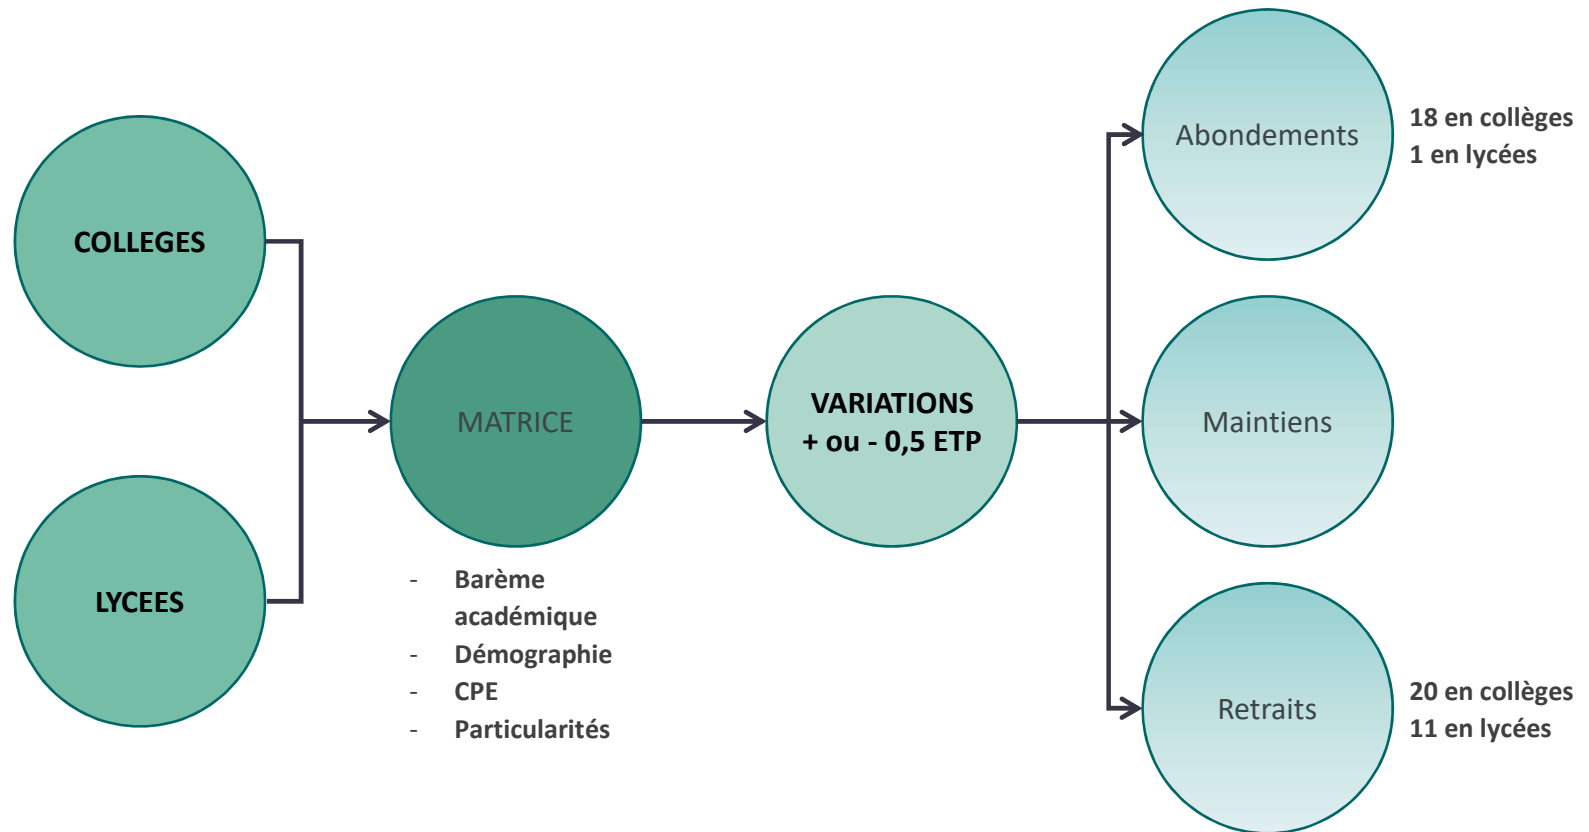 COLLEGES
LYCEES
MATRICE
- Barème
académique
- Démographie
- CPE
- Particularités
VARIATIONS
+ ou - 0,5 ETP
Abondements
18 en collèges
1 en lycées
Maintiens
Retraits
20 en collèges
11 en lycées